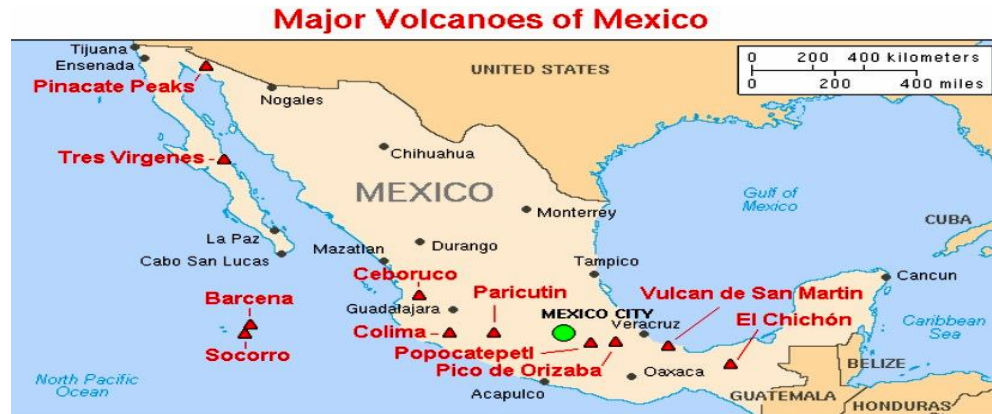 Major Volcanoes of Mexico
Tijuana
Ensenada
Pinacate Peaks
Nogales
UNITED STATES
0 200 400 kilometers
0 200 400 miles
Tres Virgenes
Chihuahua
MEXICO
Monterrey
Gulf of
Mexico
CUBA
La Paz
Cabo San Lucas
Mazatlan
Durango
Tampico
Cancun
Ceboruco
Barcena
Guadalajara
Paricutin
Vulcan de San Martin
MEXICO CITY
Veracruz
El Chichón
Caribbean
Sea
Colima
Socorro
Popocatepetl
Pico de Orizaba
Oaxaca
BELIZE
North Pacific
Ocean
Acapulco
GUATEMALA
HONDURAS